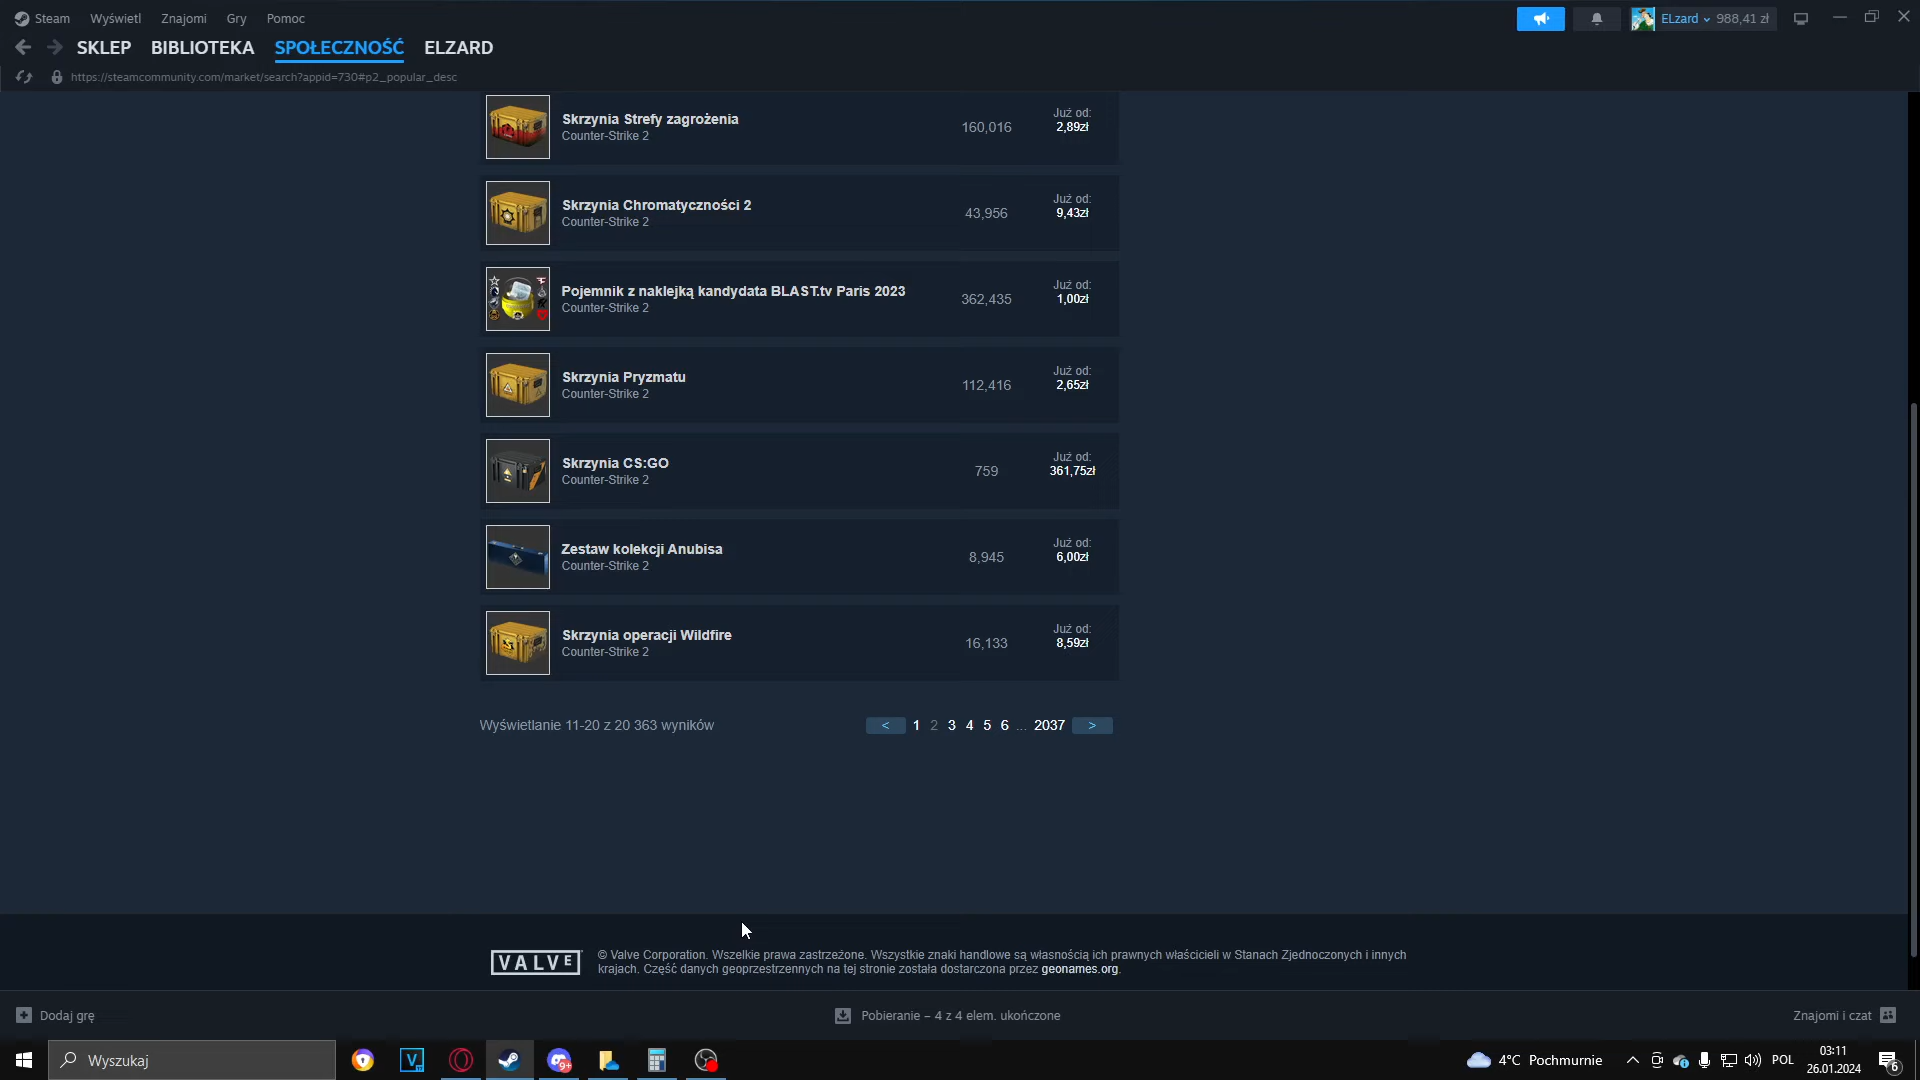 Steam Wyświetl Znajomi Gry Pomoc
ELzard 988,41 zł
SKLEP BIBLIOTEKA SPOŁECZNOŚĆ ELZARD
https://steamcommunity.com/market/search?appid=730#p2_popular_desc
Skrzynia Strefy zagrożenia
Counter-Strike 2
160,016
Już od:
2,89zł
Skrzynia Chromatyczności 2
Counter-Strike 2
43,956
Już od:
9,43zł
Pojemnik z naklejką kandydata BLAST.tv Paris 2023
Counter-Strike 2
362,435
Już od:
1,00zł
Skrzynia Pryzmatu
Counter-Strike 2
112,416
Już od:
2,65zł
Skrzynia CS:GO
Counter-Strike 2
759
Już od:
361,75zł
Zestaw kolekcji Anubisa
Counter-Strike 2
8,945
Już od:
6,00zł
Skrzynia operacji Wildfire
Counter-Strike 2
16,133
Już od:
8,59zł
Wyświetlanie 11-20 z 20 363 wyników
< 1 2 3 4 5 6 ... 2037 >
VALVE
© Valve Corporation. Wszelkie prawa zastrzeżone. Wszystkie znaki handlowe są własnością ich prawnych właścicieli w Stanach Zjednoczonych i innych
krajach. Część danych geoprzestrzennych na tej stronie została dostarczona przez geonames.org.
Dodaj grę
Pobieranie – 4 z 4 elem. ukończone
Znajomi i czat
Wyszukaj
V
9+
4°C Pochmurnie
POL
03:11
26.01.2024
6